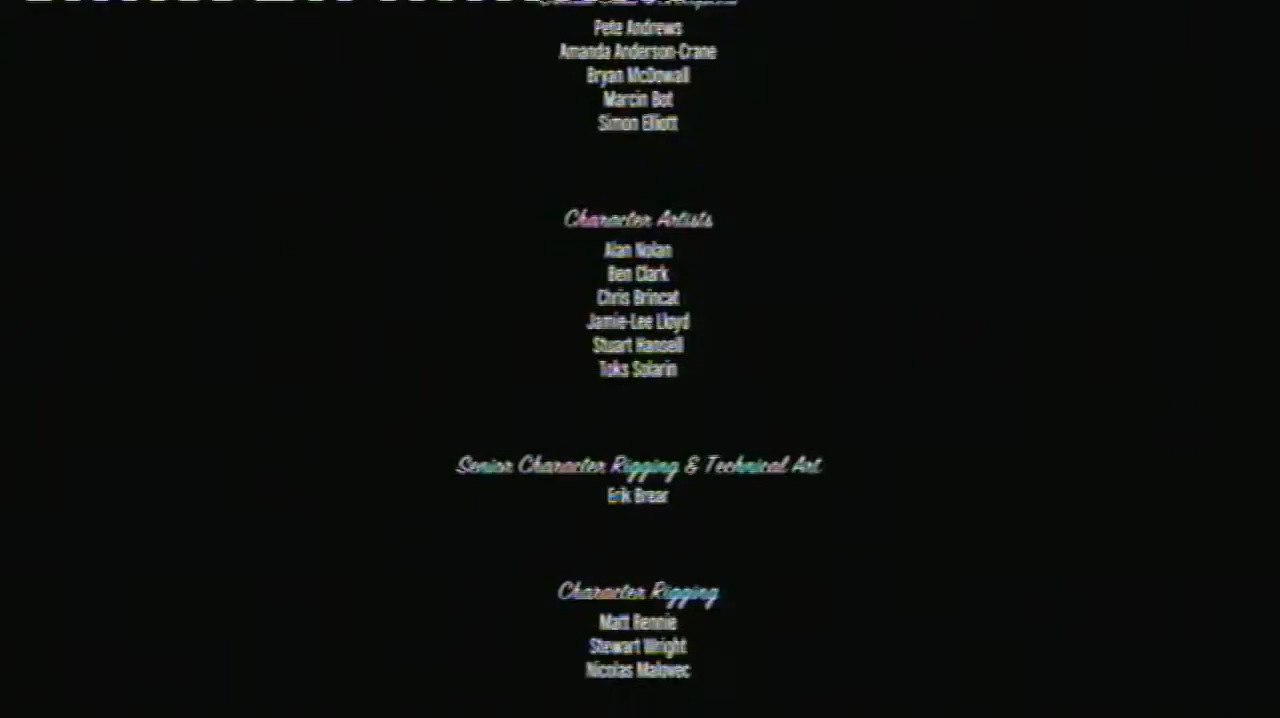 Pete Andrews
Amanda Anderson-Crane
Bryan McDowall
Marcin Bot
Simon Elliott
Character Artists
Alan Nolan
Ben Clark
Chris Brincat
Jamie-Lee Lloyd
Stuart Hansell
Toks Solarin
Senior Character Rigging & Technical Art
Erik Brear
Character Rigging
Matt Rennie
Stewart Wright
Nicolas Malovec